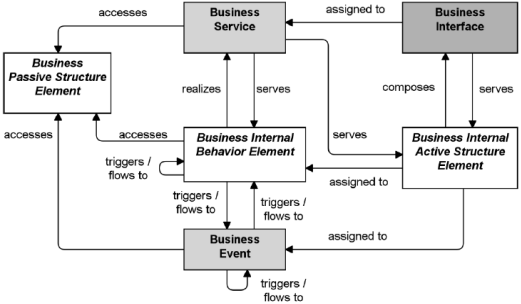 accesses
Business
Service
assigned to
Business
Interface
Business
Passive Structure
Element
realizes
serves
composes
serves
accesses
accesses
Business Internal
Behavior Element
serves
Business Internal
Active Structure
Element
triggers /
flows to
assigned to
triggers /
flows to
triggers /
flows to
Business
Event
assigned to
triggers /
flows to